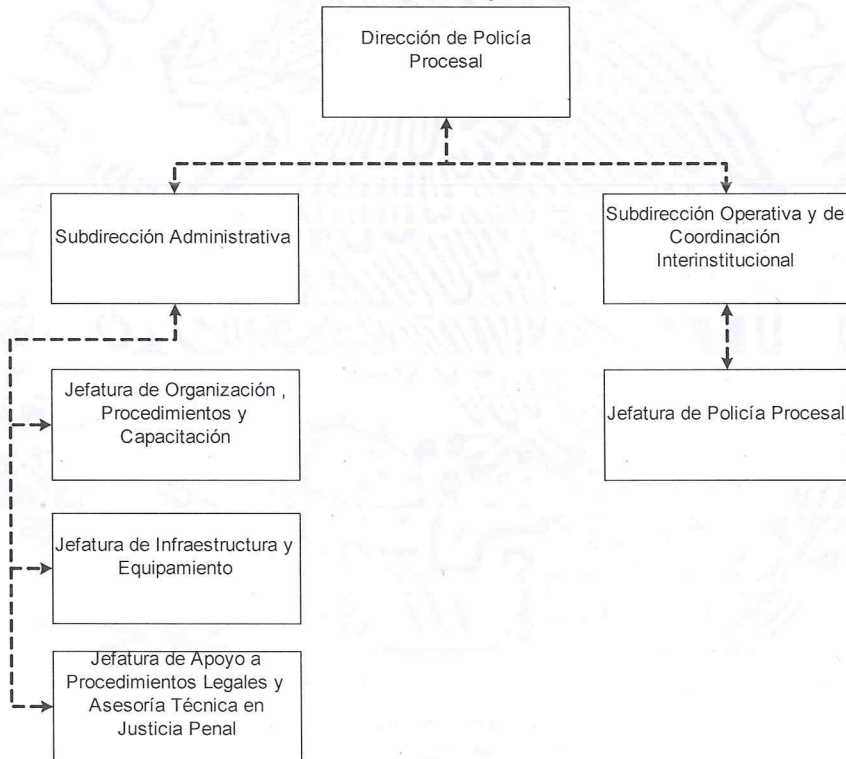 Dirección de Policía
Procesal
Subdirección Administrativa
Subdirección Operativa y de
Coordinación
Interinstitucional
Jefatura de Organización ,
Procedimientos y
Capacitación
Jefatura de Policía Procesal
Jefatura de Infraestructura y
Equipamiento
Jefatura de Apoyo a
Procedimientos Legales y
Asesoría Técnica en
Justicia Penal